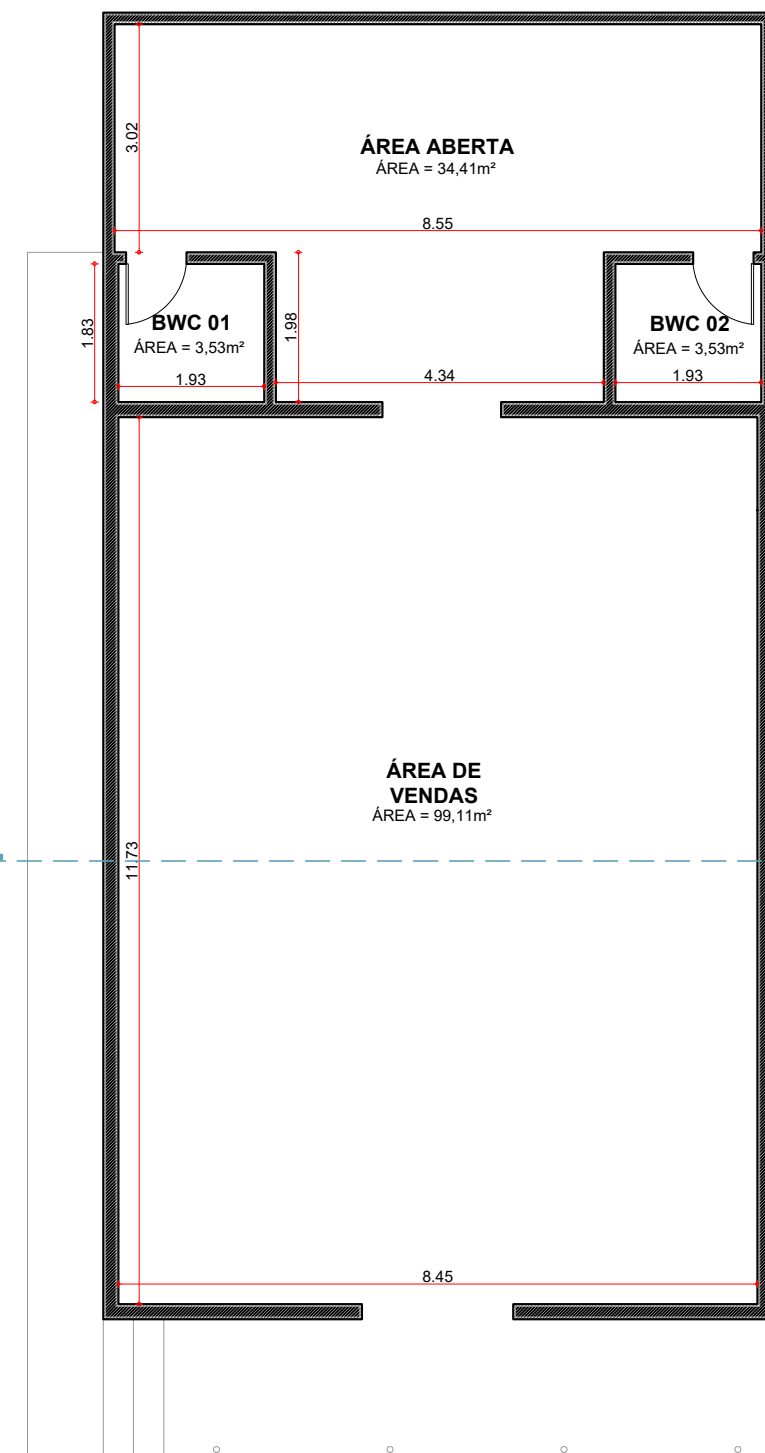 3.02
ÁREA ABERTA
ÁREA = 34,41m²
8.55
1.83
BWC 01
ÁREA = 3,53m²
1.93
1.98
4.34
BWC 02
ÁREA = 3,53m²
1.93
ÁREA DE
VENDAS
ÁREA = 99,11m²
11.73
8.45